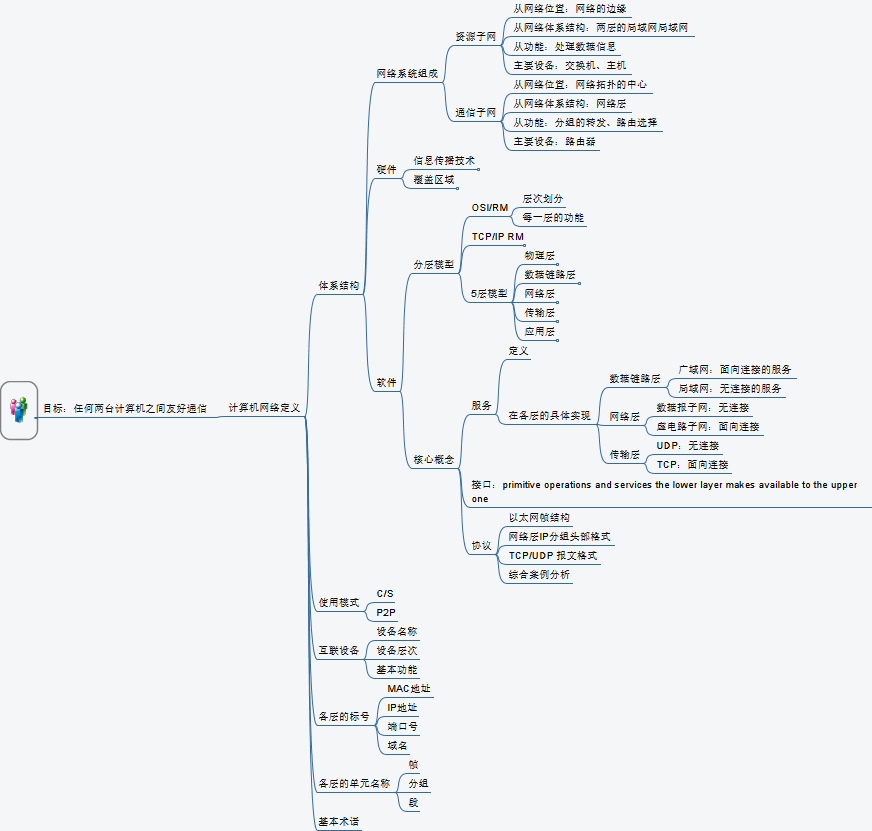 目标：任何两台计算机之间友好通信
计算机网络定义
体系结构
网络系统组成
资源子网
从网络位置：网络的边缘
从网络体系结构：两层的局域网局域网
从功能：处理数据信息
主要设备：交换机、主机
通信子网
从网络位置：网络拓扑的中心
从网络体系结构：网络层
从功能：分组的转发、路由选择
主要设备：路由器
硬件
信息传播技术
覆盖区域
软件
分层模型
OSI/RM
层次划分
每一层的功能
TCP/IP RM
5层模型
物理层
数据链路层
网络层
传输层
应用层
核心概念
服务
定义
在各层的具体实现
数据链路层
广域网：面向连接的服务
局域网：无连接的服务
网络层
数据报子网：无连接
虚电路子网：面向连接
传输层
UDP：无连接
TCP：面向连接
接口：primitive operations and services the lower layer makes available to the upper
one
协议
以太网帧结构
网络层IP分组头部格式
TCP/UDP 报文格式
综合案例分析
使用模式
C/S
P2P
互联设备
设备名称
设备层次
基本功能
各层的标号
MAC地址
IP地址
端口号
域名
各层的单元名称
帧
分组
段
基本术语